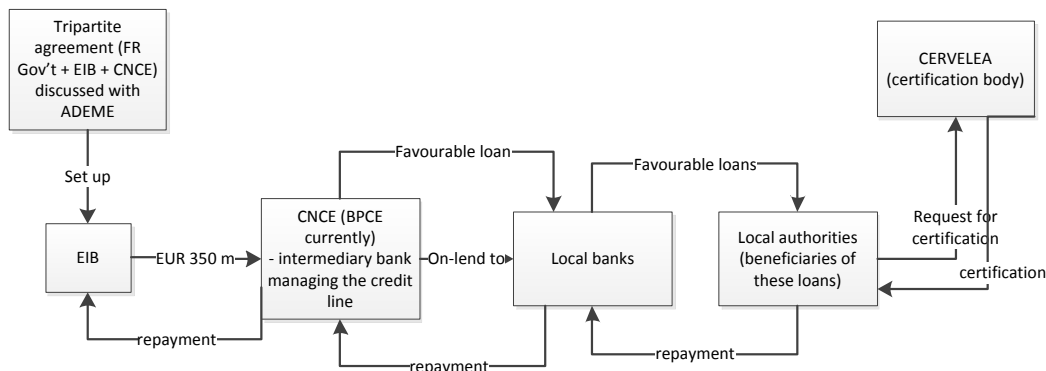 Tripartite
agreement (FR
Gov't + EIB + CNCE)
discussed with
ADEME
CERVELEA
(certification body)
Favourable loan
Favourable loans
Set up
EIB
EUR 350 m
CNCE (BPCE
currently)
- intermediary bank
managing the credit
line
On-lend to
Local banks
Local authorities
(beneficiaries of
these loans)
Request for
certification
certification
repayment
repayment
repayment